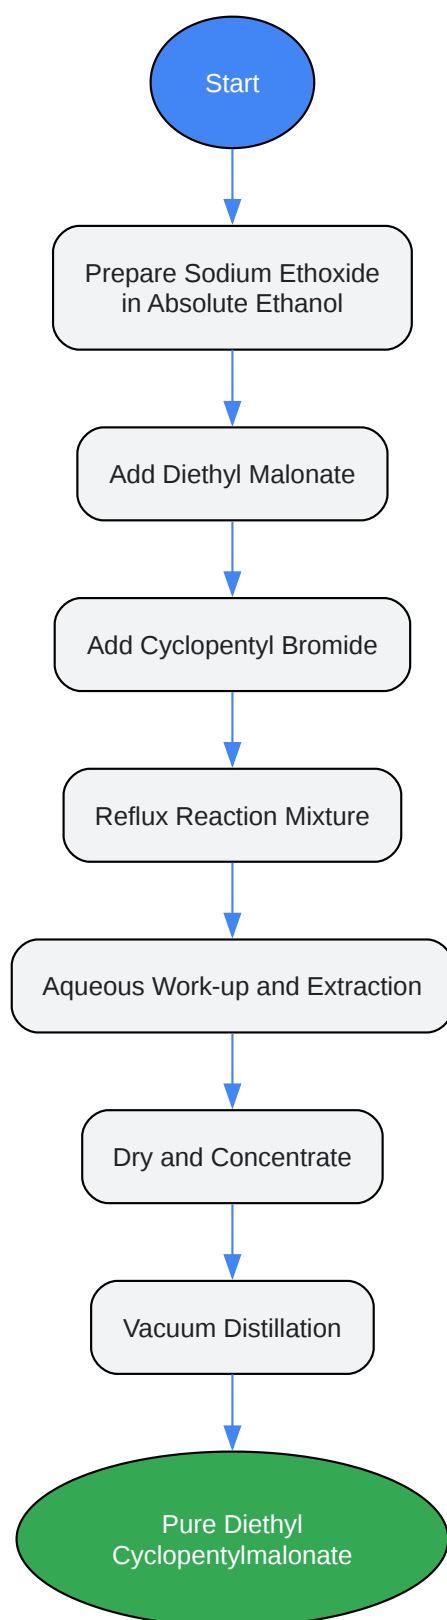 Start
Prepare Sodium Ethoxide
in Absolute Ethanol
Add Diethyl Malonate
Add Cyclopentyl Bromide
Reflux Reaction Mixture
Aqueous Work-up and Extraction
Dry and Concentrate
Vacuum Distillation
Pure Diethyl
Cyclopentylmalonate